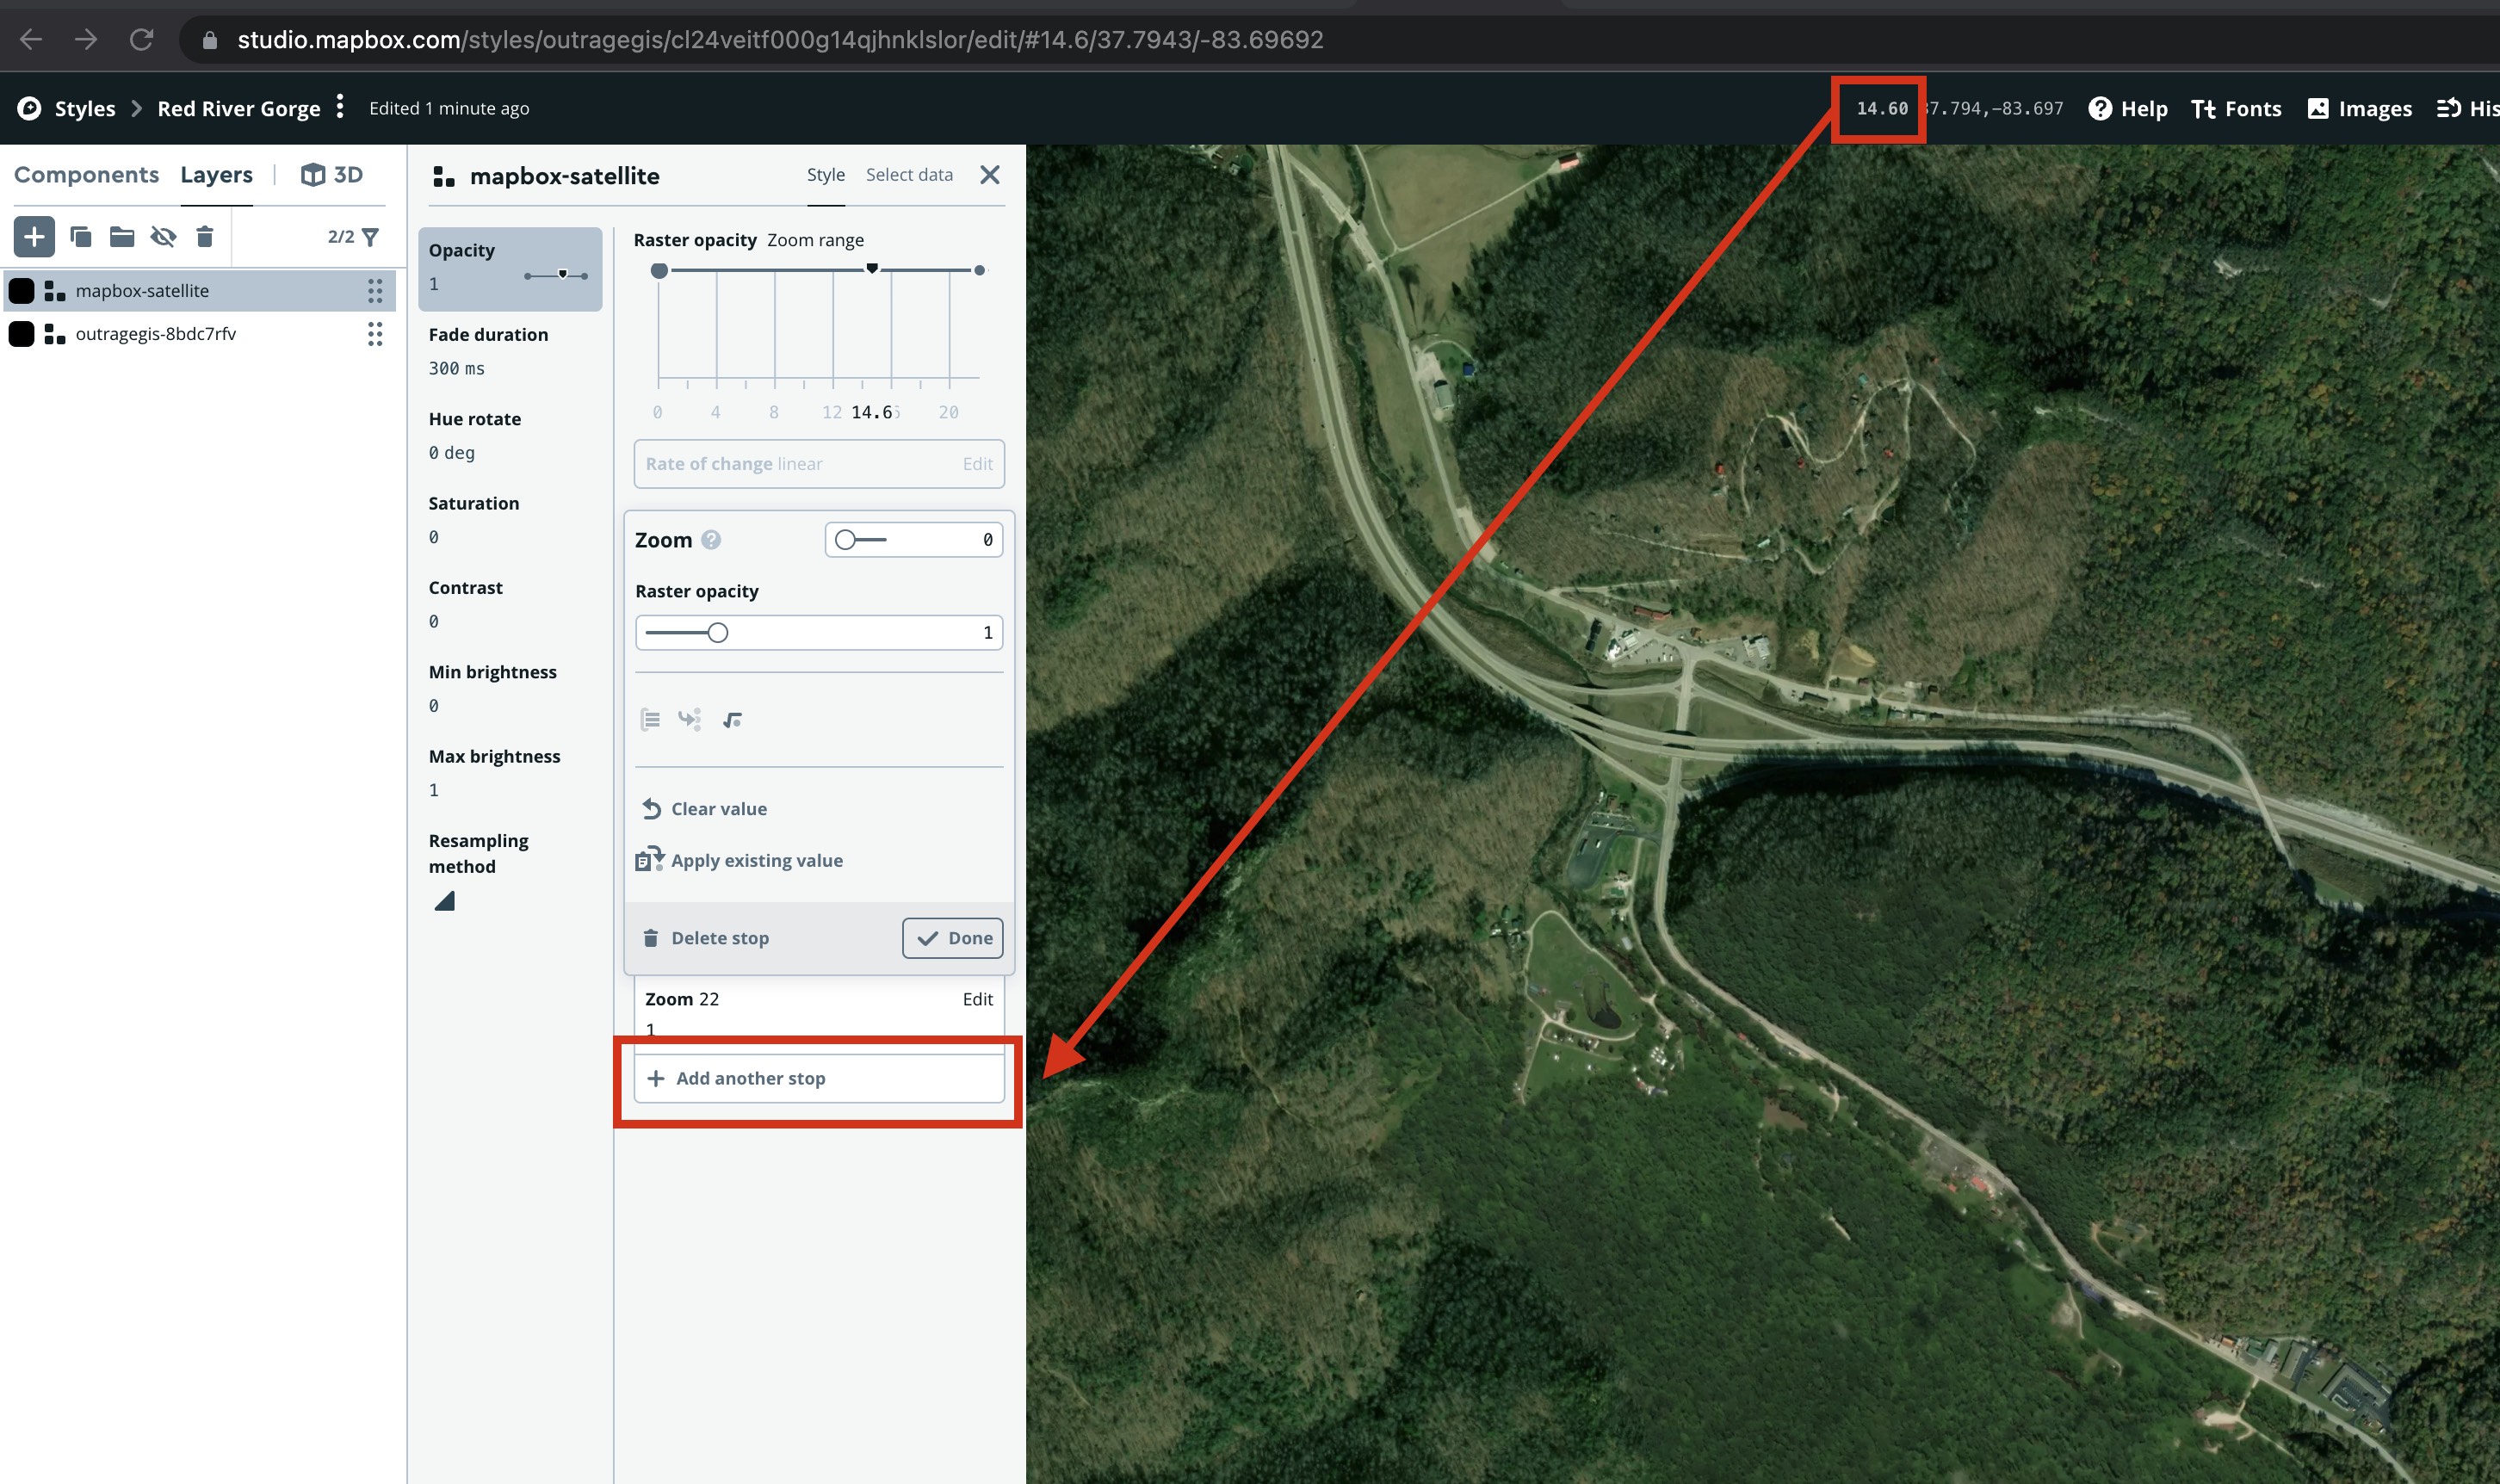 studio.mapbox.com/styles/outragegis/cl24veitf000g14qjhnklslor/edit/#14.6/37.7943/-83.69692
Styles > Red River Gorge Edited 1 minute ago 14.60 37.794,-83.697 Help Fonts Images His
Components Layers 3D
2/2
mapbox-satellite
outragegis-8bdc7rfv
mapbox-satellite Style Select data
Opacity
1
Fade duration
300 ms
Hue rotate
0 deg
Saturation
0
Contrast
0
Min brightness
0
Max brightness
1
Resampling
method
Raster opacity Zoom range
0 4 8 12 14.6 20
Rate of change linear Edit
Zoom ? 0
Raster opacity
1
Clear value
Apply existing value
Delete stop Done
Zoom 22 Edit
1
+ Add another stop